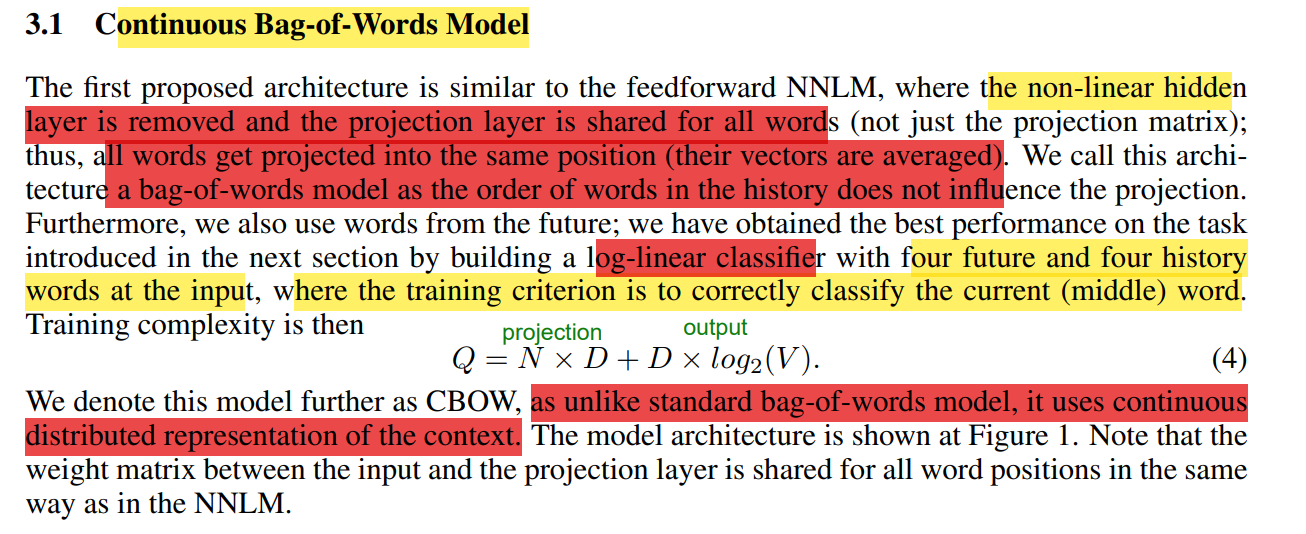 3.1 Continuous Bag-of-Words Model
The first proposed architecture is similar to the feedforward NNLM, where the non-linear hidden
layer is removed and the projection layer is shared for all words (not just the projection matrix);
thus, all words get projected into the same position (their vectors are averaged). We call this archi-
tecture a bag-of-words model as the order of words in the history does not influence the projection.
Furthermore, we also use words from the future; we have obtained the best performance on the task
introduced in the next section by building a log-linear classifier with four future and four history
words at the input, where the training criterion is to correctly classify the current (middle) word.
Training complexity is then
projection output
Q = N × D + D × log₂(V). (4)
We denote this model further as CBOW, as unlike standard bag-of-words model, it uses continuous
distributed representation of the context. The model architecture is shown at Figure 1. Note that the
weight matrix between the input and the projection layer is shared for all word positions in the same
way as in the NNLM.